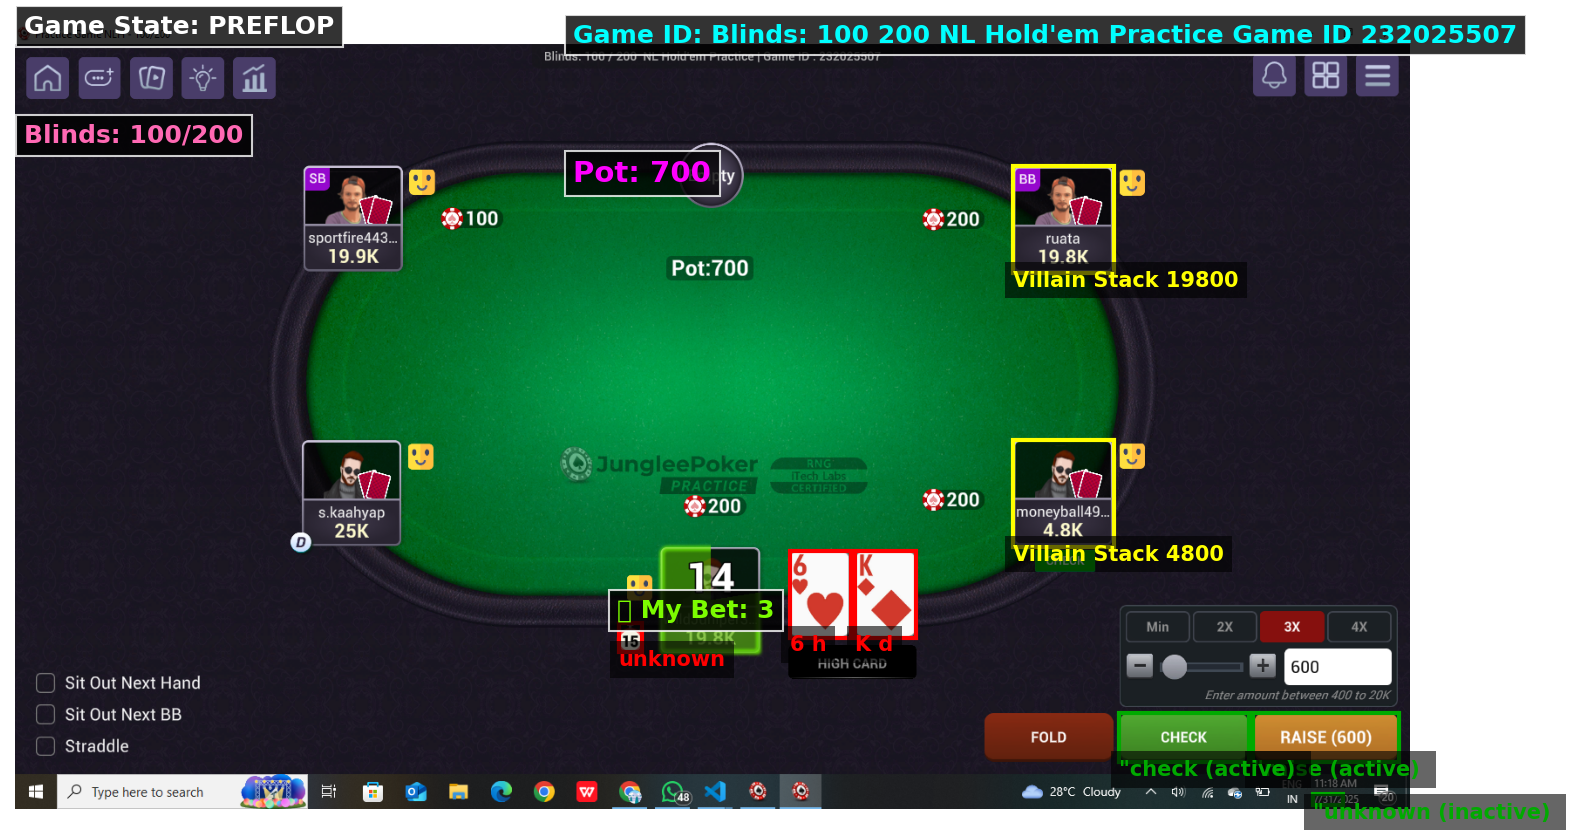 Game State: PREFLOP
Game ID: Blinds: 100 200 NL Hold'em Practice Game ID 232025507
Blinds: 100 / 200 NL Hold'em Practice | Game ID : 232025507
Blinds: 100/200
Pot: 700
SB
BB
100
200
sportfire443...
19.9K
ruata
19.8K
Villain Stack 19800
Pot:700
JungleePoker
PRACTICE
RNG
iTech Labs
CERTIFIED
s.kaahyap
25K
D
200
200
moneyball49...
4.8K
Villain Stack 4800
CHECK
14
My Bet: 3
19.8K
15
unknown
6
K
6 h
K d
HIGH CARD
Min
2X
3X
4X
600
Enter amount between 400 to 20K
Sit Out Next Hand
Sit Out Next BB
Straddle
FOLD
CHECK
RAISE (600)
"check (active)
se (active)
Type here to search
48
28°C Cloudy
ENG
IN
11:18 AM
20
"unknown (inactive)